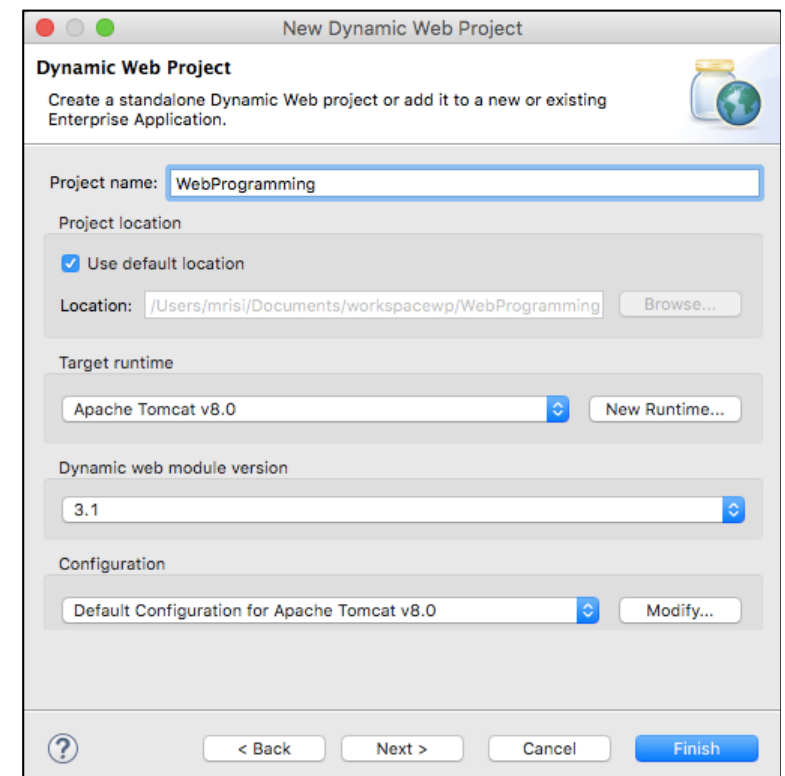 New Dynamic Web Project
Dynamic Web Project
Create a standalone Dynamic Web project or add it to a new or existing
Enterprise Application.
Project name: WebProgramming
Project location
Use default location
Location: /Users/mrisi/Documents/workspacewp/WebProgramming Browse...
Target runtime
Apache Tomcat v8.0 New Runtime...
Dynamic web module version
3.1
Configuration
Default Configuration for Apache Tomcat v8.0 Modify...
? < Back Next > Cancel Finish